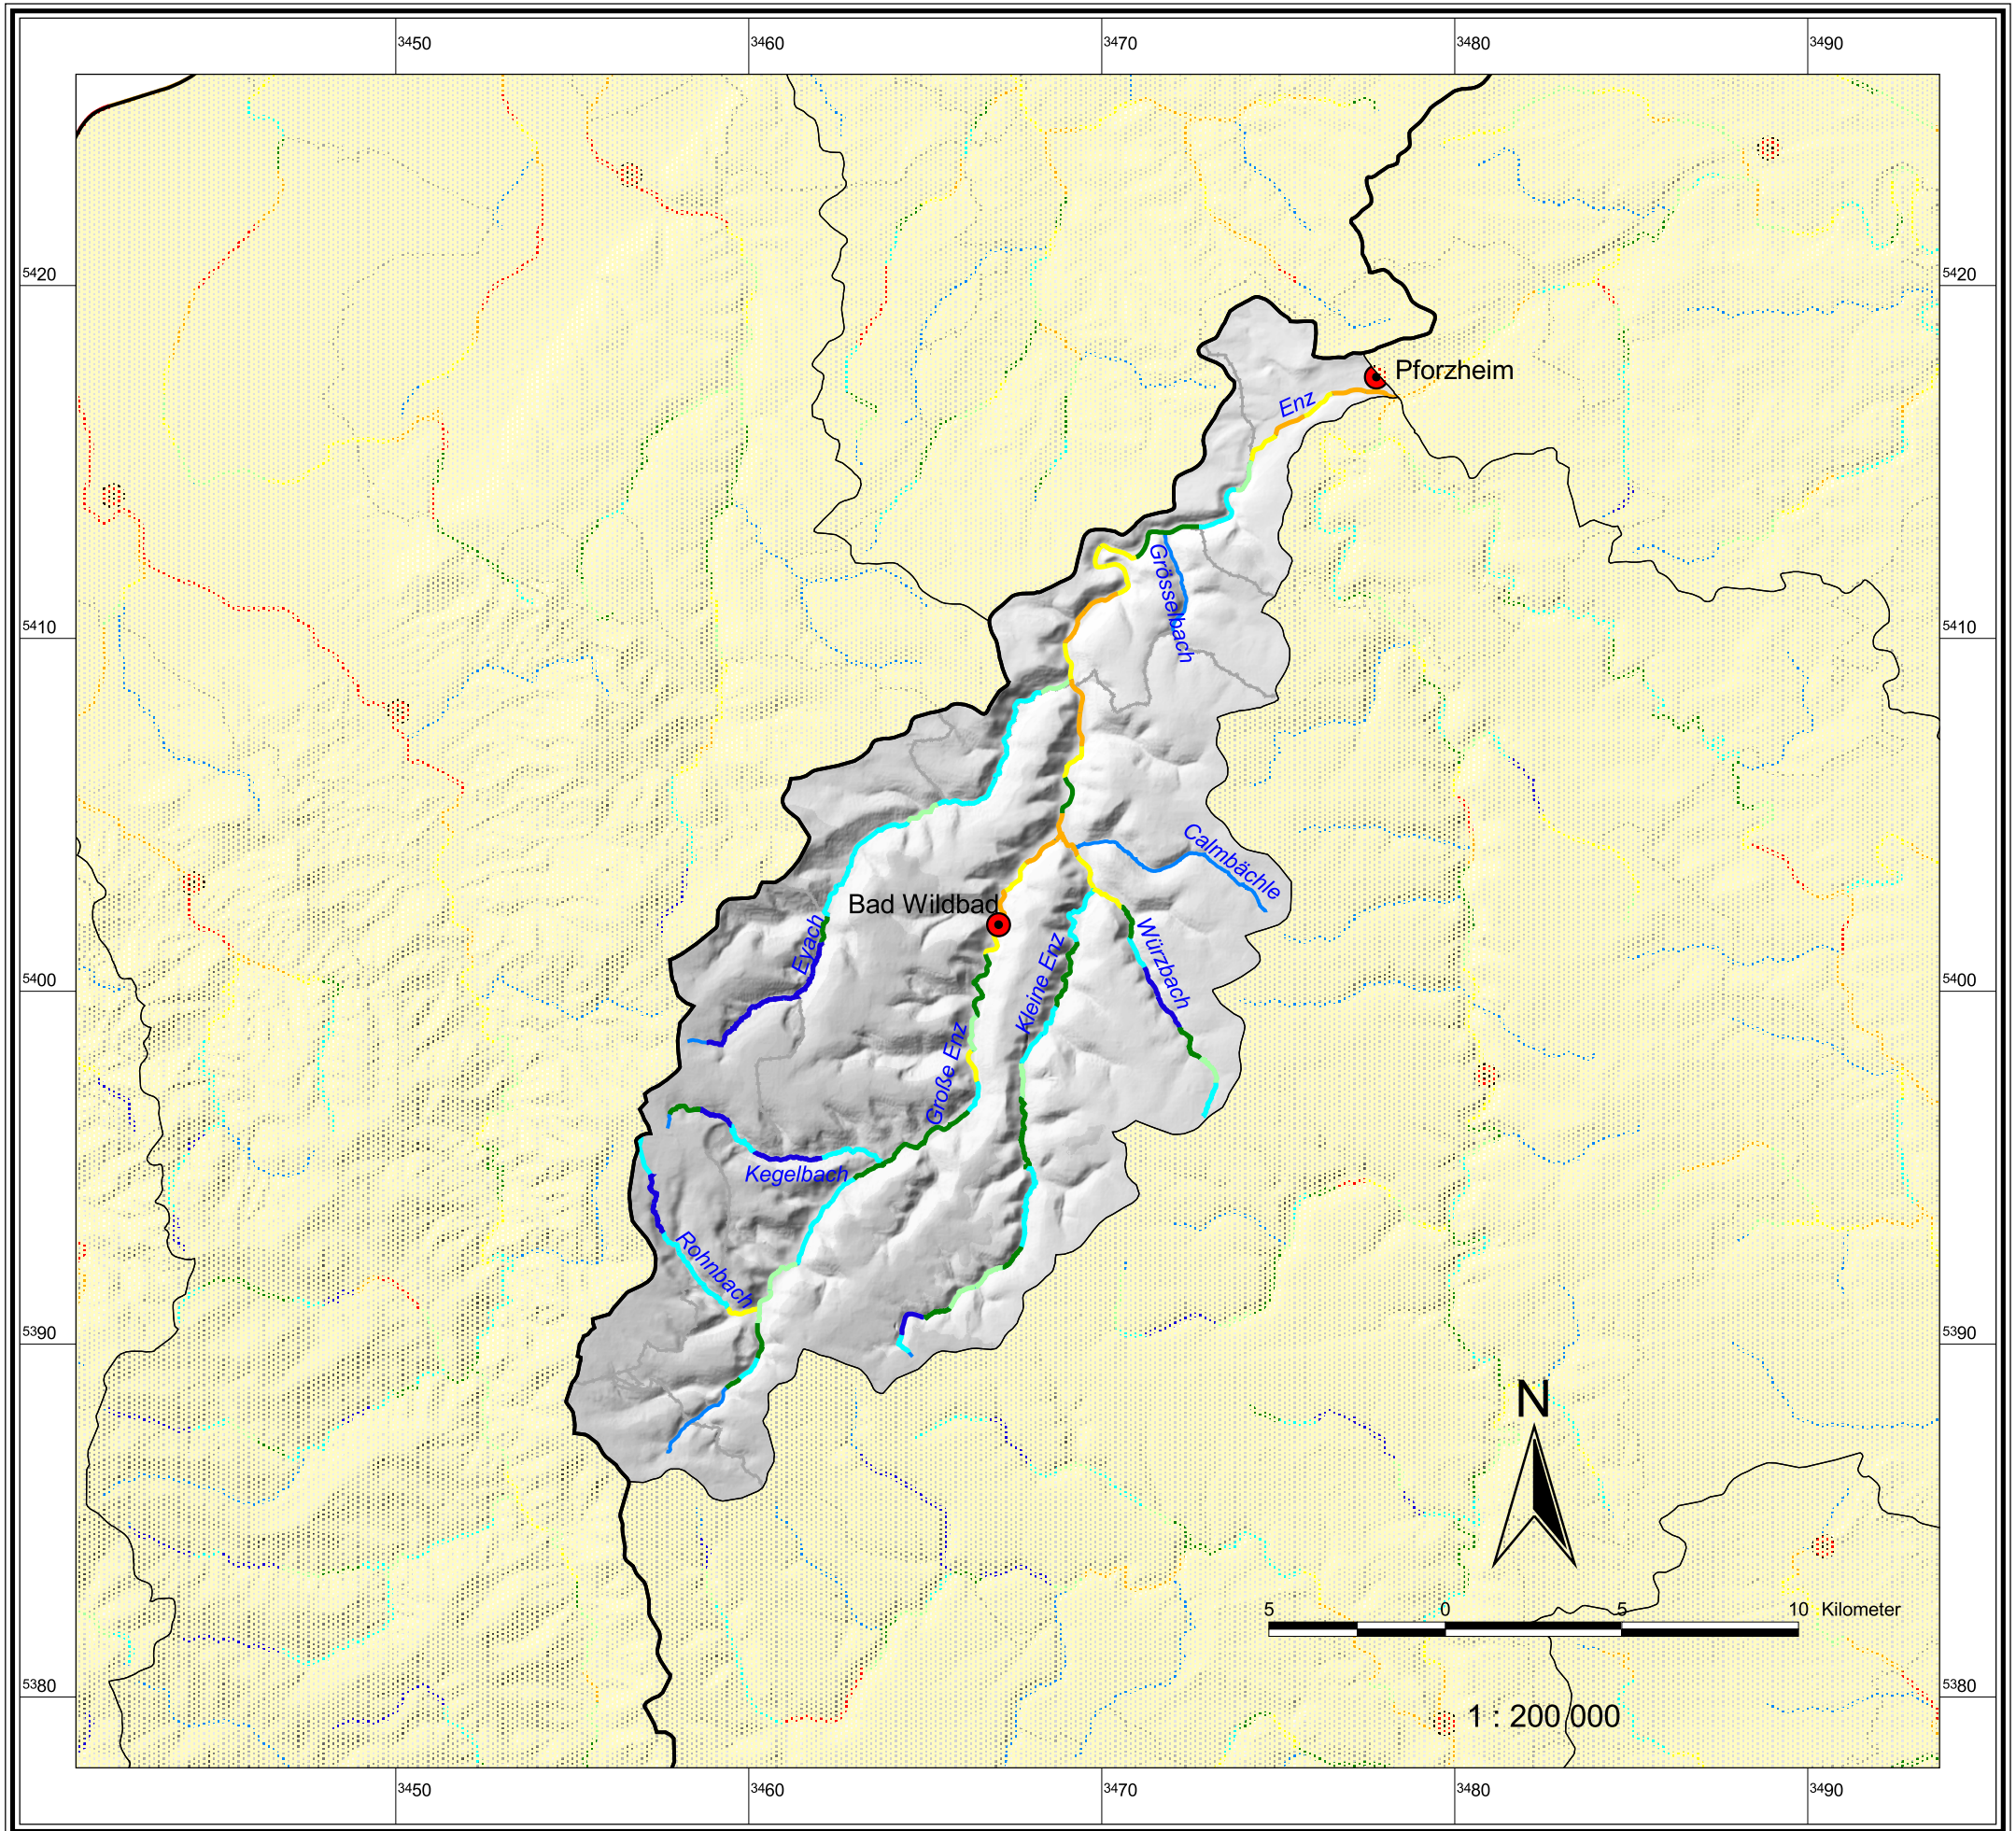 3450
3460
3470
3480
3490
5420
5420
Pforzheim
Enz
Grösselbach
5410
5410
Calmbächle
Bad Wildbad
Eyach
Würzbach
Kleine Enz
5400
5400
Große Enz
Kegelbach
Rohnbach
5390
5390
N
5 0 5 10 Kilometer
5380
5380
1 : 200 000
3450
3460
3470
3480
3490